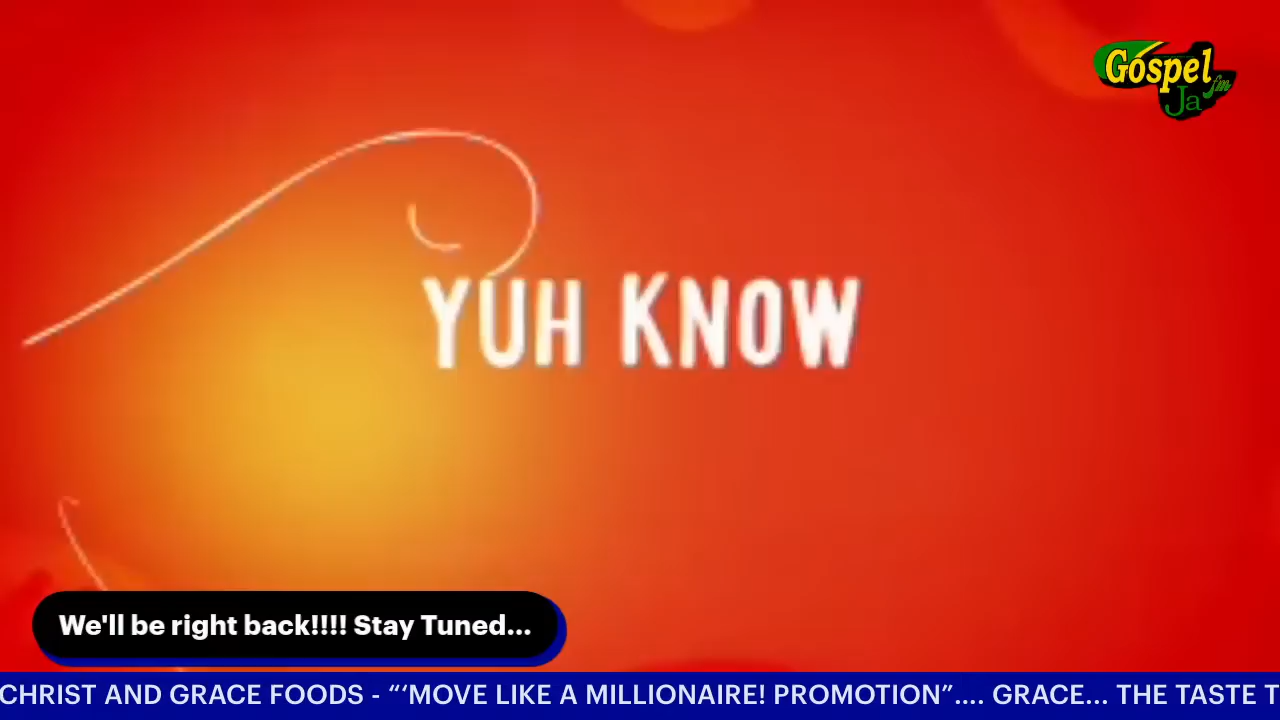 Gospel
Ja fm
YUH KNOW
We'll be right back!!!! Stay Tuned...
CHRIST AND GRACE FOODS - “‘MOVE LIKE A MILLIONAIRE! PROMOTION”.... GRACE... THE TASTE T